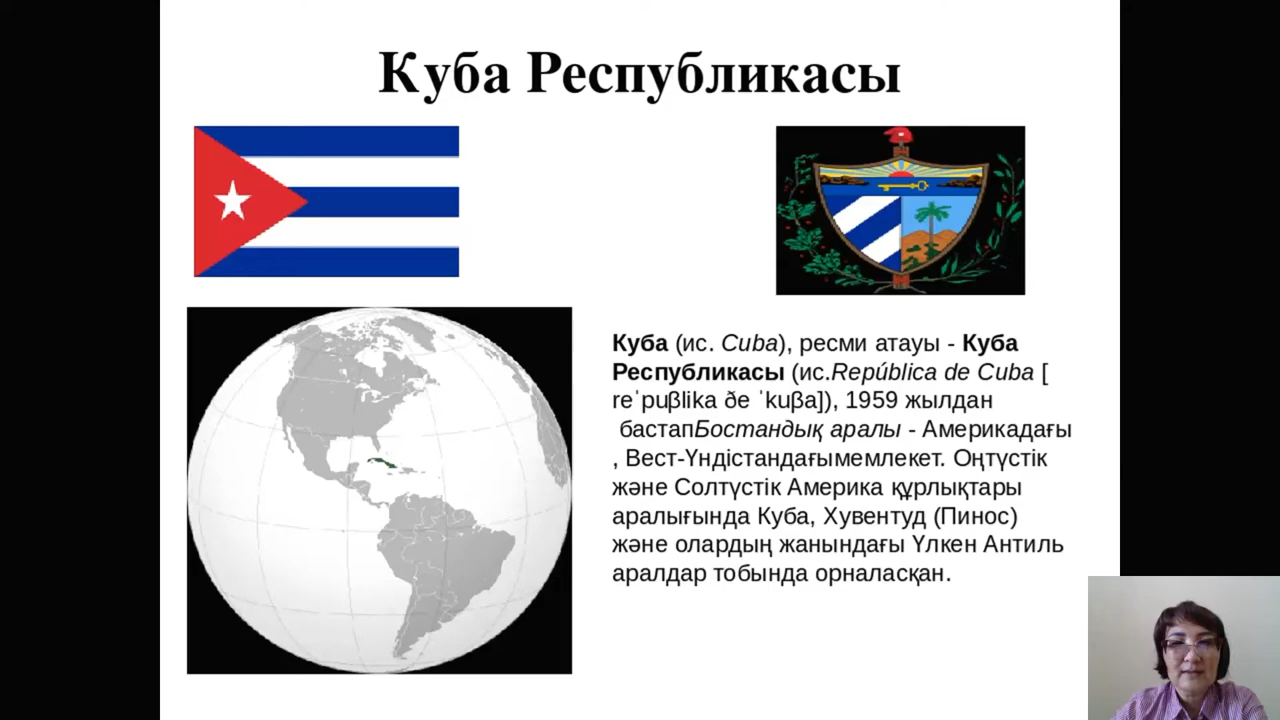 Куба Республикасы
Куба (ис. Cuba), ресми атауы - Куба
Республикасы (ис.República de Cuba [
reˈpuβlika ðe ˈkuβa]), 1959 жылдан
бастапБостандық аралы - Америкадағы
, Вест-Үндістандағымемлекет. Оңтүстік
және Солтүстік Америка құрлықтары
аралығында Куба, Хувентуд (Пинос)
және олардың жанындағы Үлкен Антиль
аралдар тобында орналасқан.